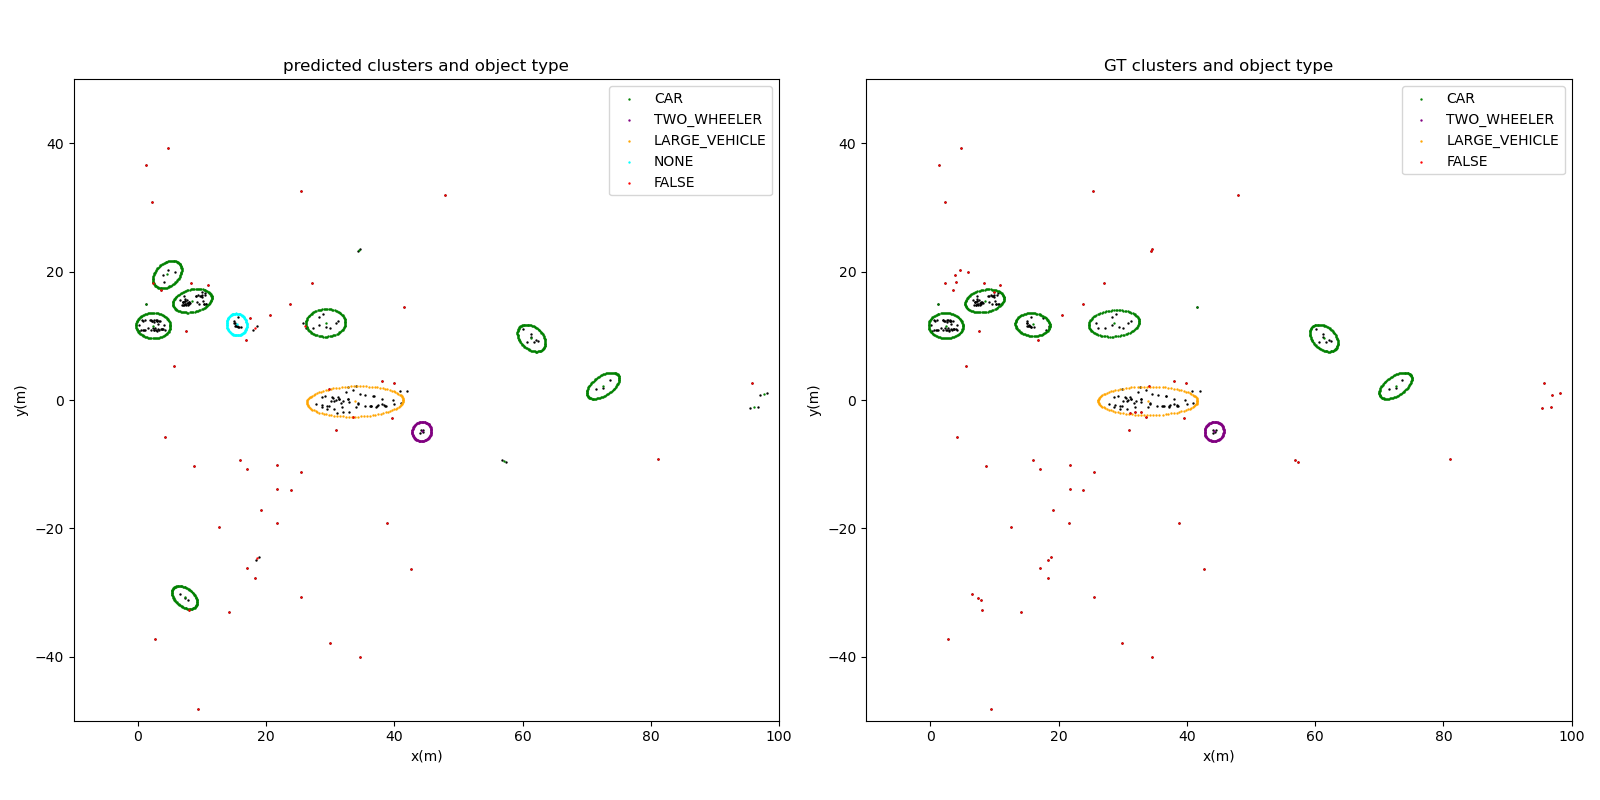 predicted clusters and object type
CAR
TWO_WHEELER
LARGE_VEHICLE
NONE
FALSE
40
20
0
−20
−40
y(m)
0
20
40
60
80
100
x(m)
GT clusters and object type
CAR
TWO_WHEELER
LARGE_VEHICLE
FALSE
40
20
0
−20
−40
y(m)
0
20
40
60
80
100
x(m)